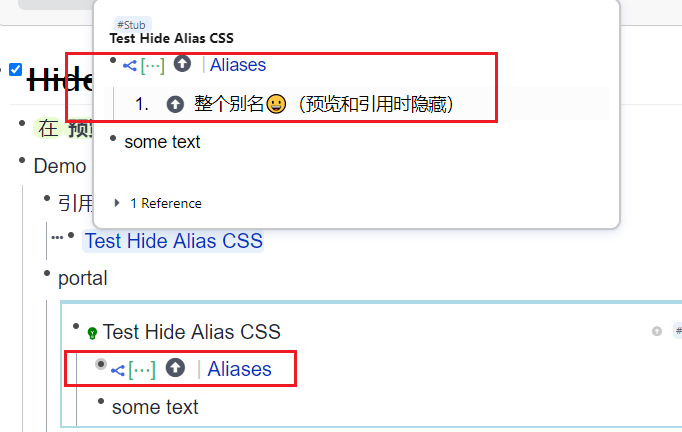 #Stub
Test Hide Alias CSS
[···] | Aliases
1. 整个别名😀（预览和引用时隐藏）
some text
1 Reference
Hide
在 预览
Demo
引用
Test Hide Alias CSS
portal
Test Hide Alias CSS
#
[···] | Aliases
some text